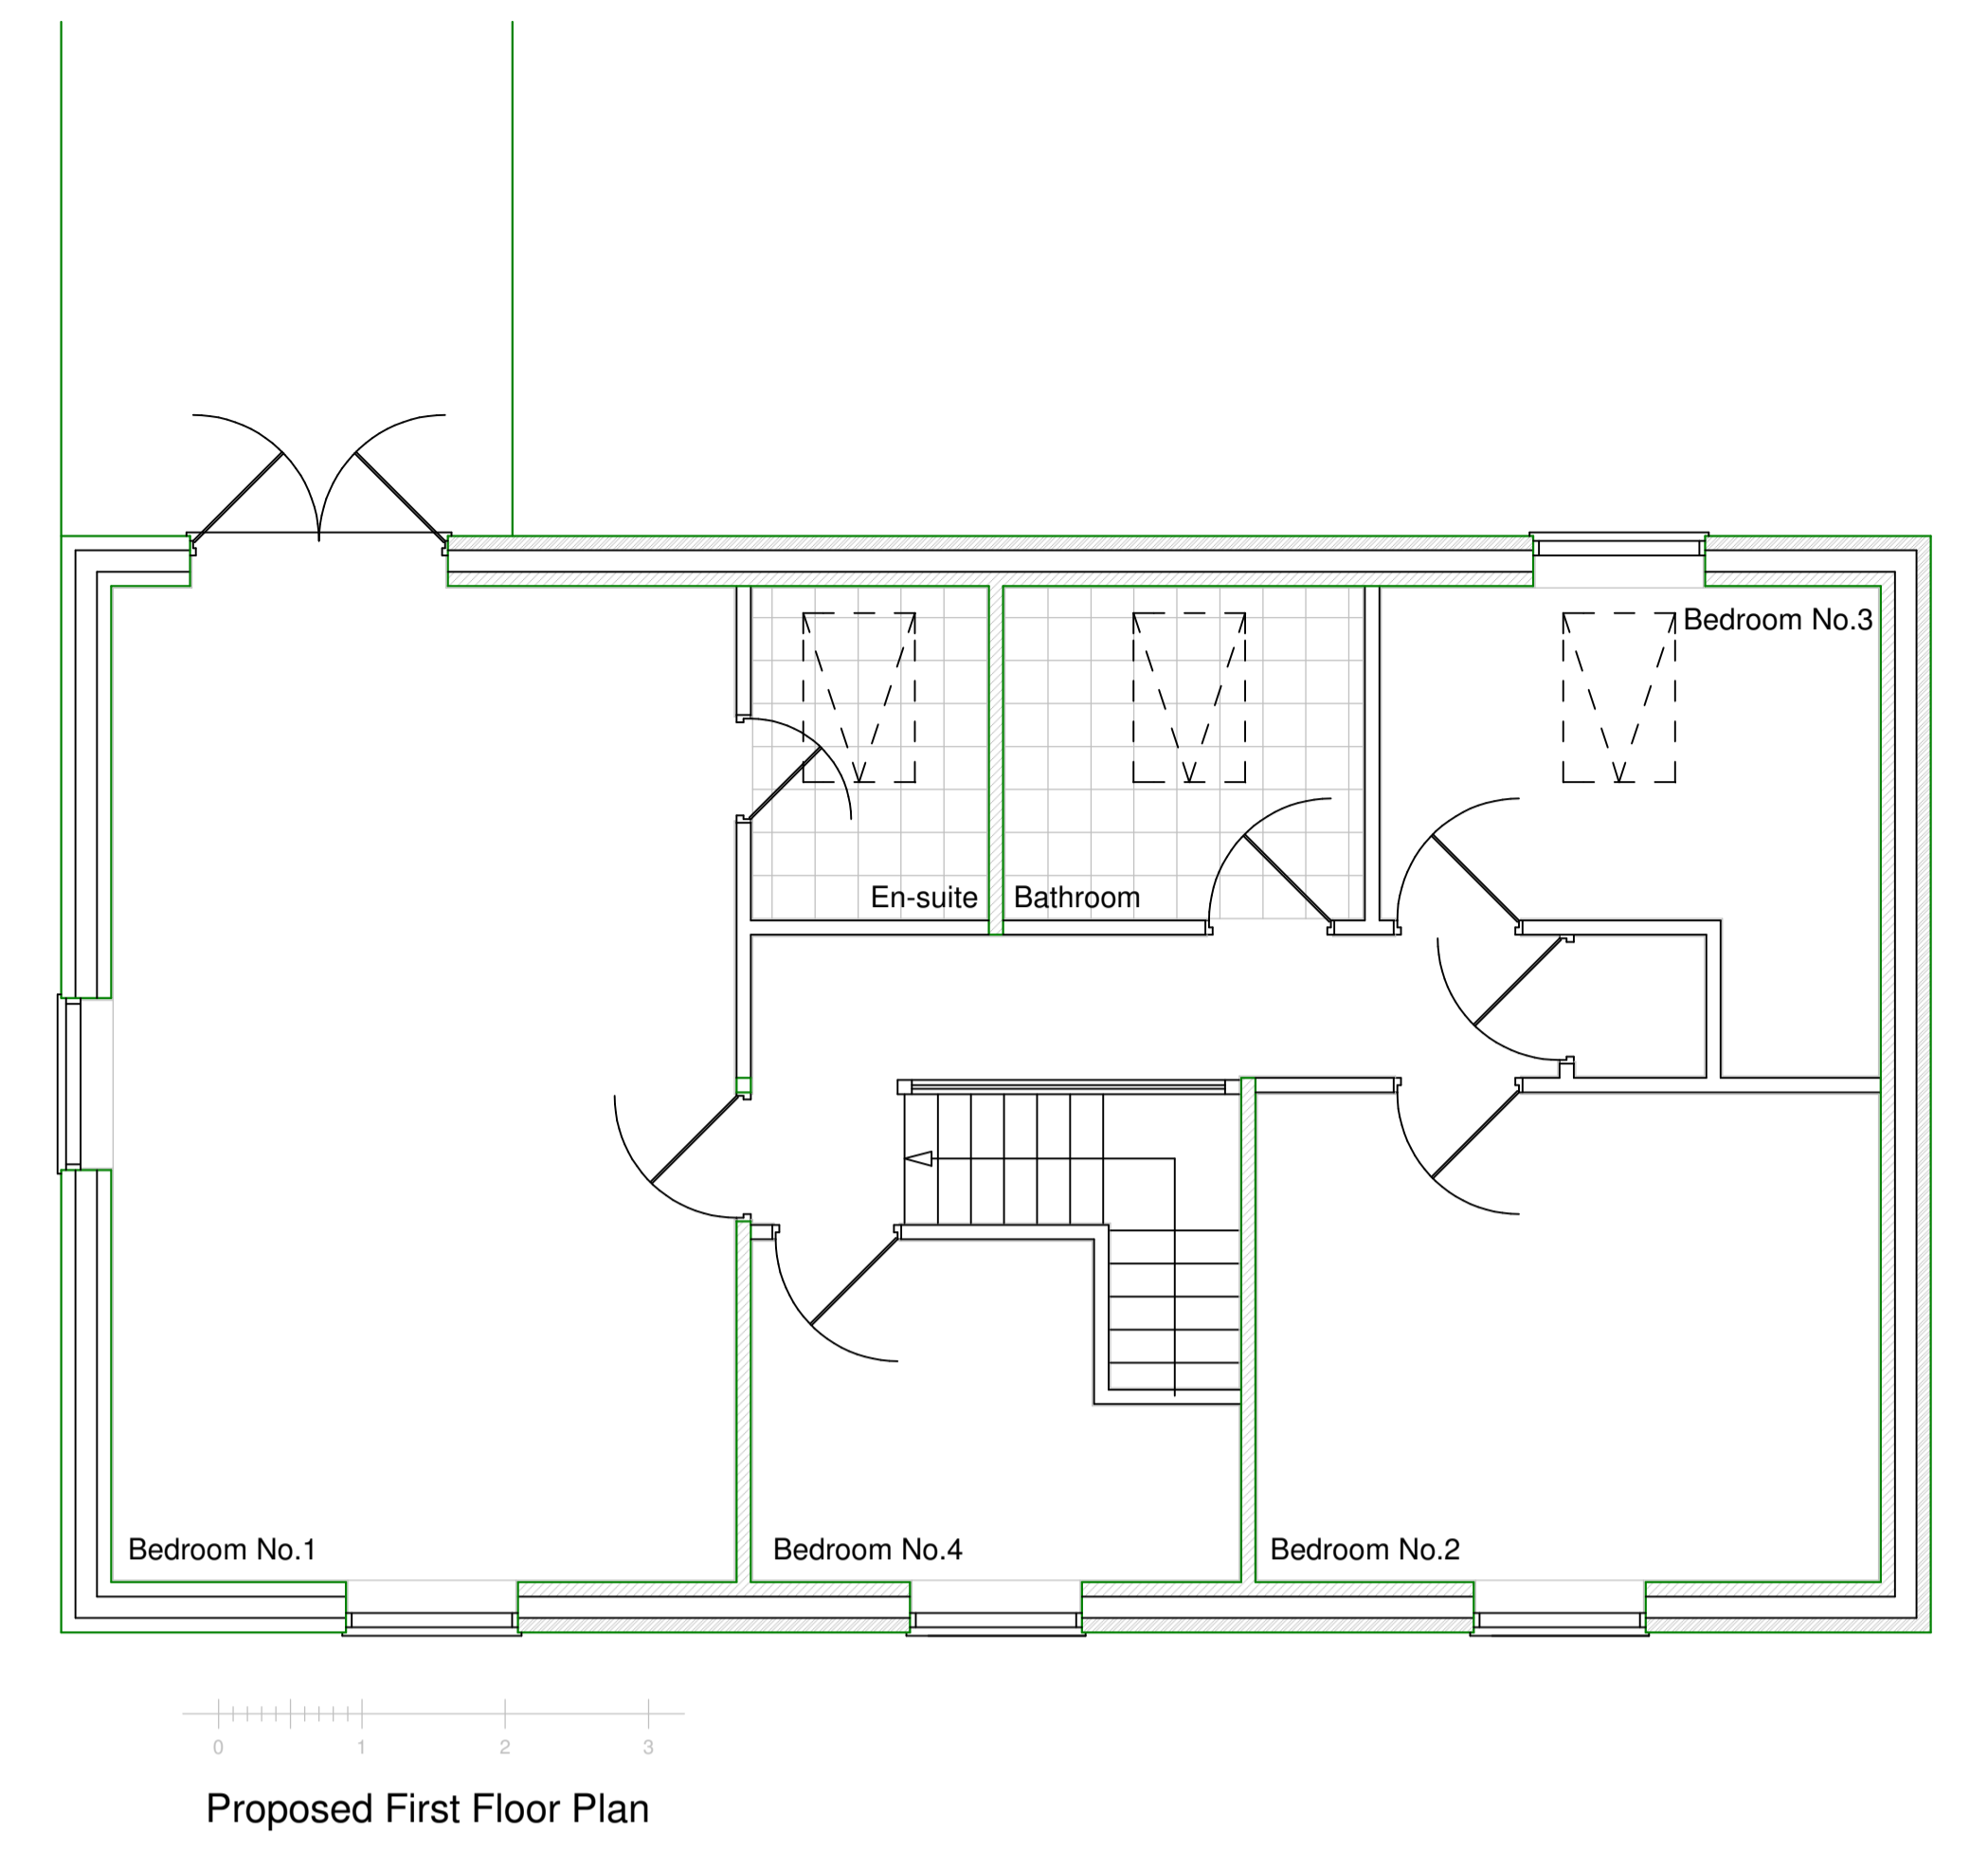 Bedroom No.3
En-suite
Bathroom
Bedroom No.1
Bedroom No.4
Bedroom No.2
0 1 2 3
Proposed First Floor Plan